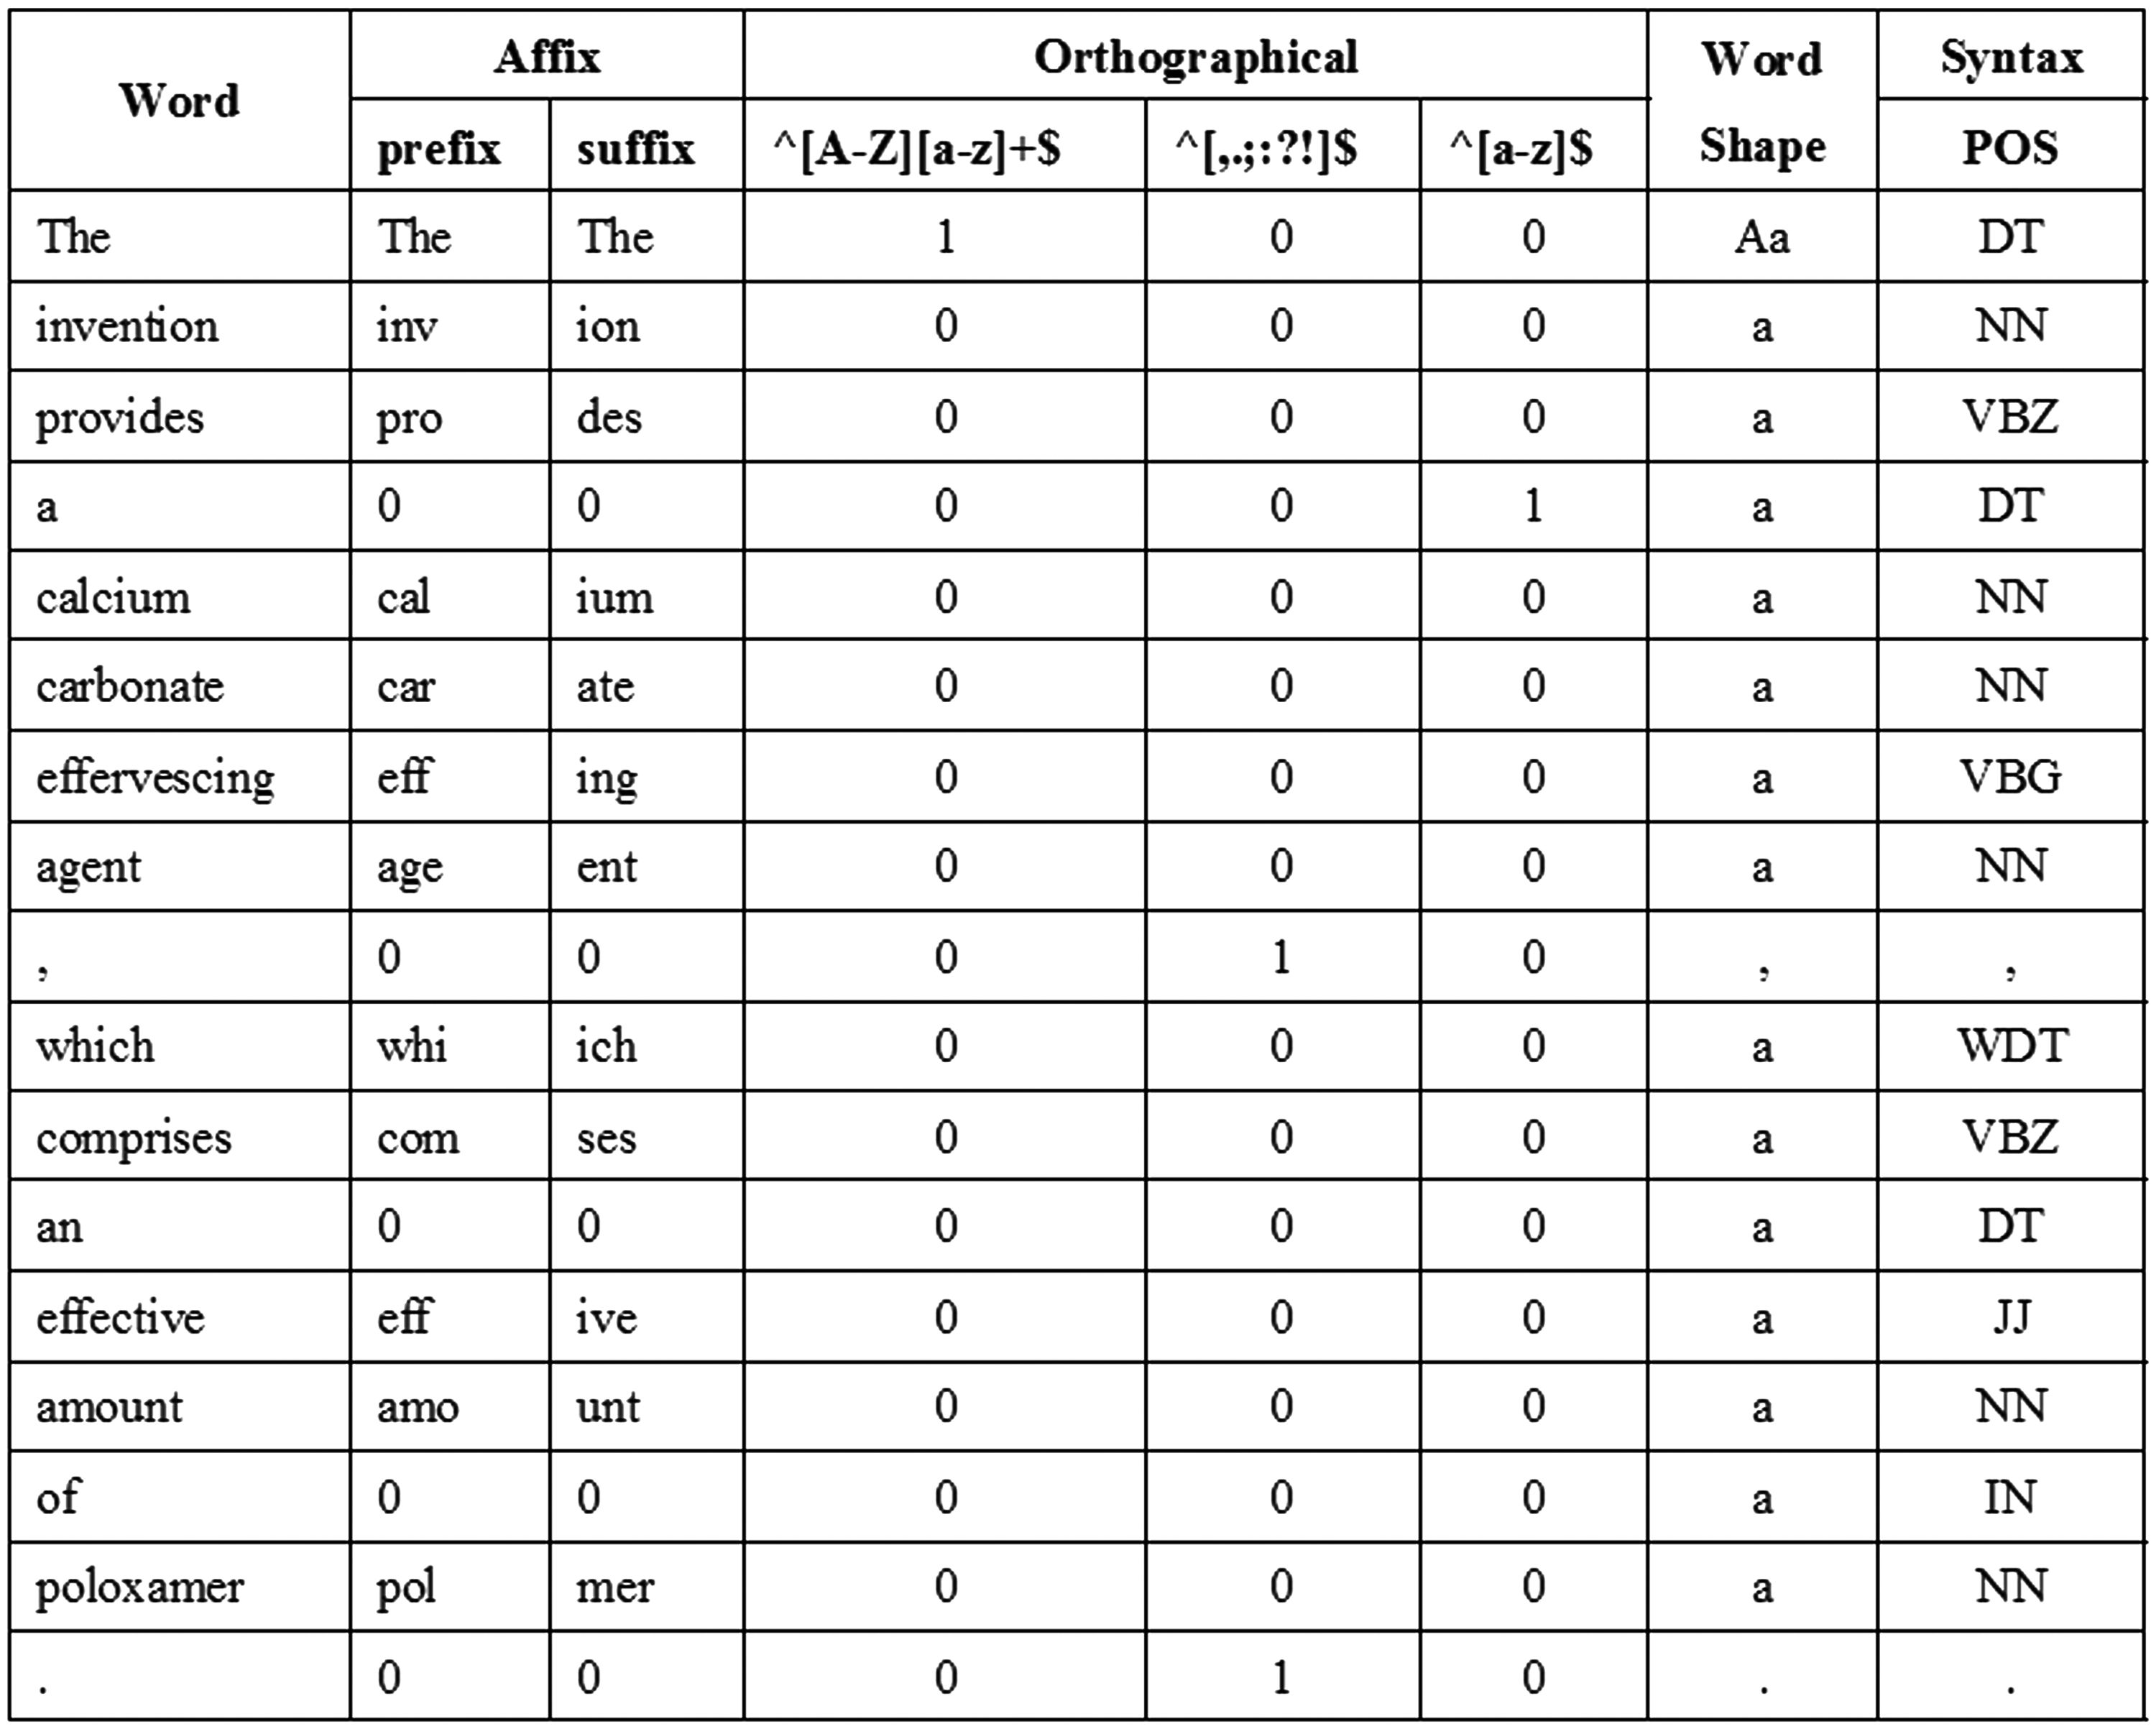 Word Affix Orthographical Word Shape Syntax
prefix suffix ^[A-Z][a-z]+$ ^[,.;:?!]$ ^[a-z]$ POS
The The The 1 0 0 Aa DT
invention inv ion 0 0 0 a NN
provides pro des 0 0 0 a VBZ
a 0 0 0 0 1 a DT
calcium cal ium 0 0 0 a NN
carbonate car ate 0 0 0 a NN
effervescing eff ing 0 0 0 a VBG
agent age ent 0 0 0 a NN
, 0 0 0 1 0 , ,
which whi ich 0 0 0 a WDT
comprises com ses 0 0 0 a VBZ
an 0 0 0 0 0 a DT
effective eff ive 0 0 0 a JJ
amount amo unt 0 0 0 a NN
of 0 0 0 0 0 a IN
poloxamer pol mer 0 0 0 a NN
. 0 0 0 1 0 . .